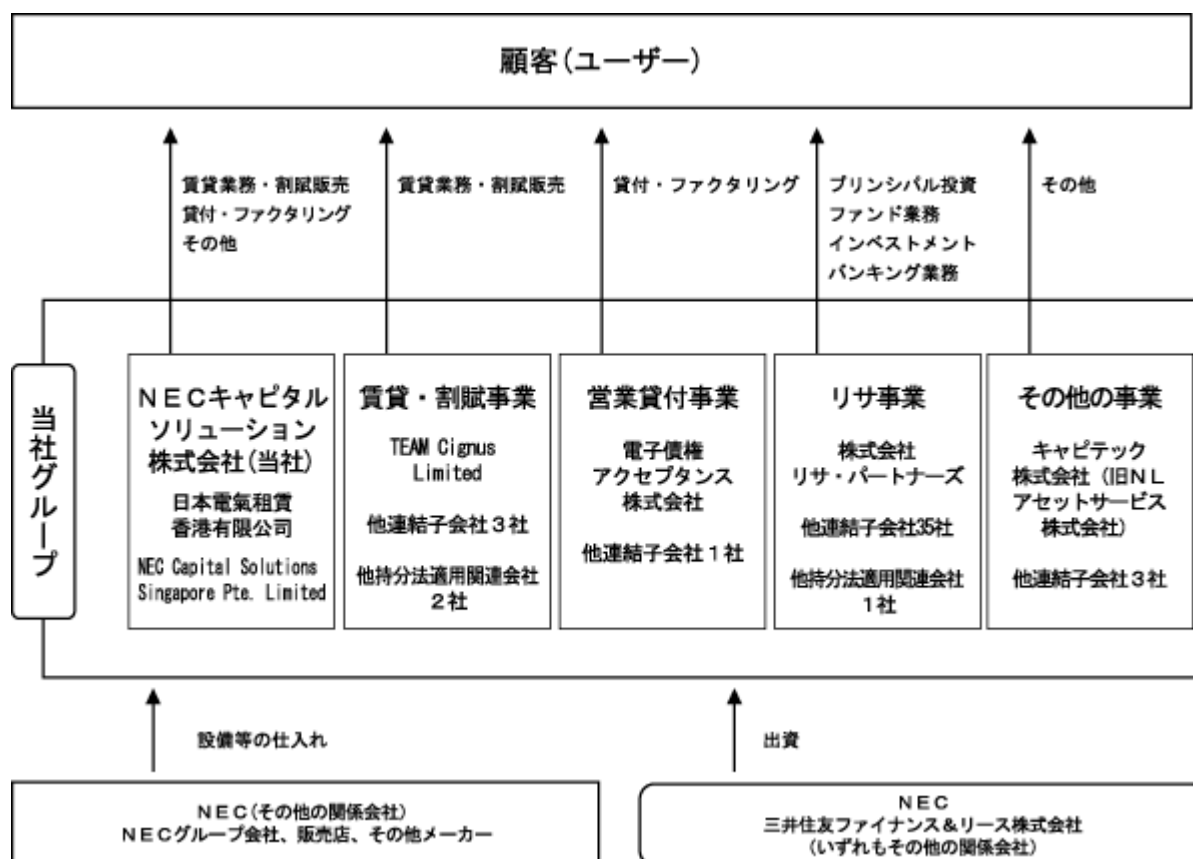 顧客(ユーザー)
賃貸業務・割賦販売
貸付・ファクタリング
その他
賃貸業務・割賦販売
貸付・ファクタリング
プリンシパル投資
ファンド業務
インベストメント
バンキング業務
その他
当社グループ
NECキャピタル
ソリューション
株式会社(当社)
日本電氣租賃
香港有限公司
NEC Capital Solutions
Singapore Pte. Limited
賃貸・割賦事業
TEAM Cignus
Limited
他連結子会社3社
他持分法適用関連会社
2社
営業貸付事業
電子債権
アクセプタンス
株式会社
他連結子会社1社
リサ事業
株式会社
リサ・パートナーズ
他連結子会社35社
他持分法適用関連会社
1社
その他の事業
キャピテック
株式会社(旧NL
アセットサービス
株式会社)
他連結子会社3社
設備等の仕入れ
出資
NEC(その他の関係会社)
NECグループ会社、販売店、その他メーカー
NEC
三井住友ファイナンス&リース株式会社
(いずれもその他の関係会社)